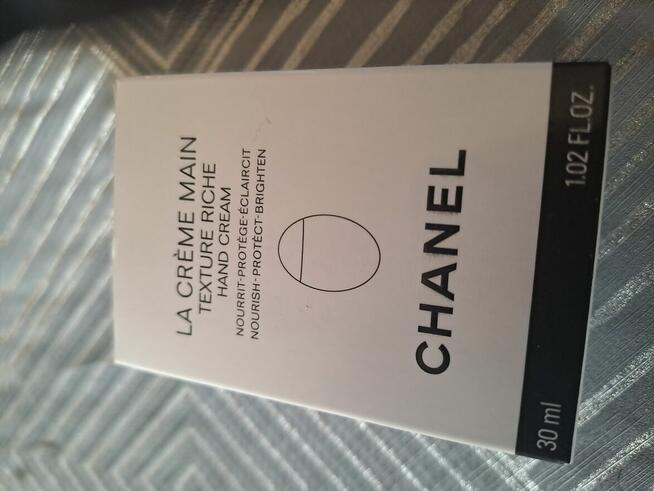 LA CRÈME MAIN
TEXTURE RICHE
HAND CREAM
NOURRIT-PROTÈGE-ÉCLAIRCIT
NOURISH-PROTECT-BRIGHTEN
CHANEL
30 ml 1.02 FL.OZ.